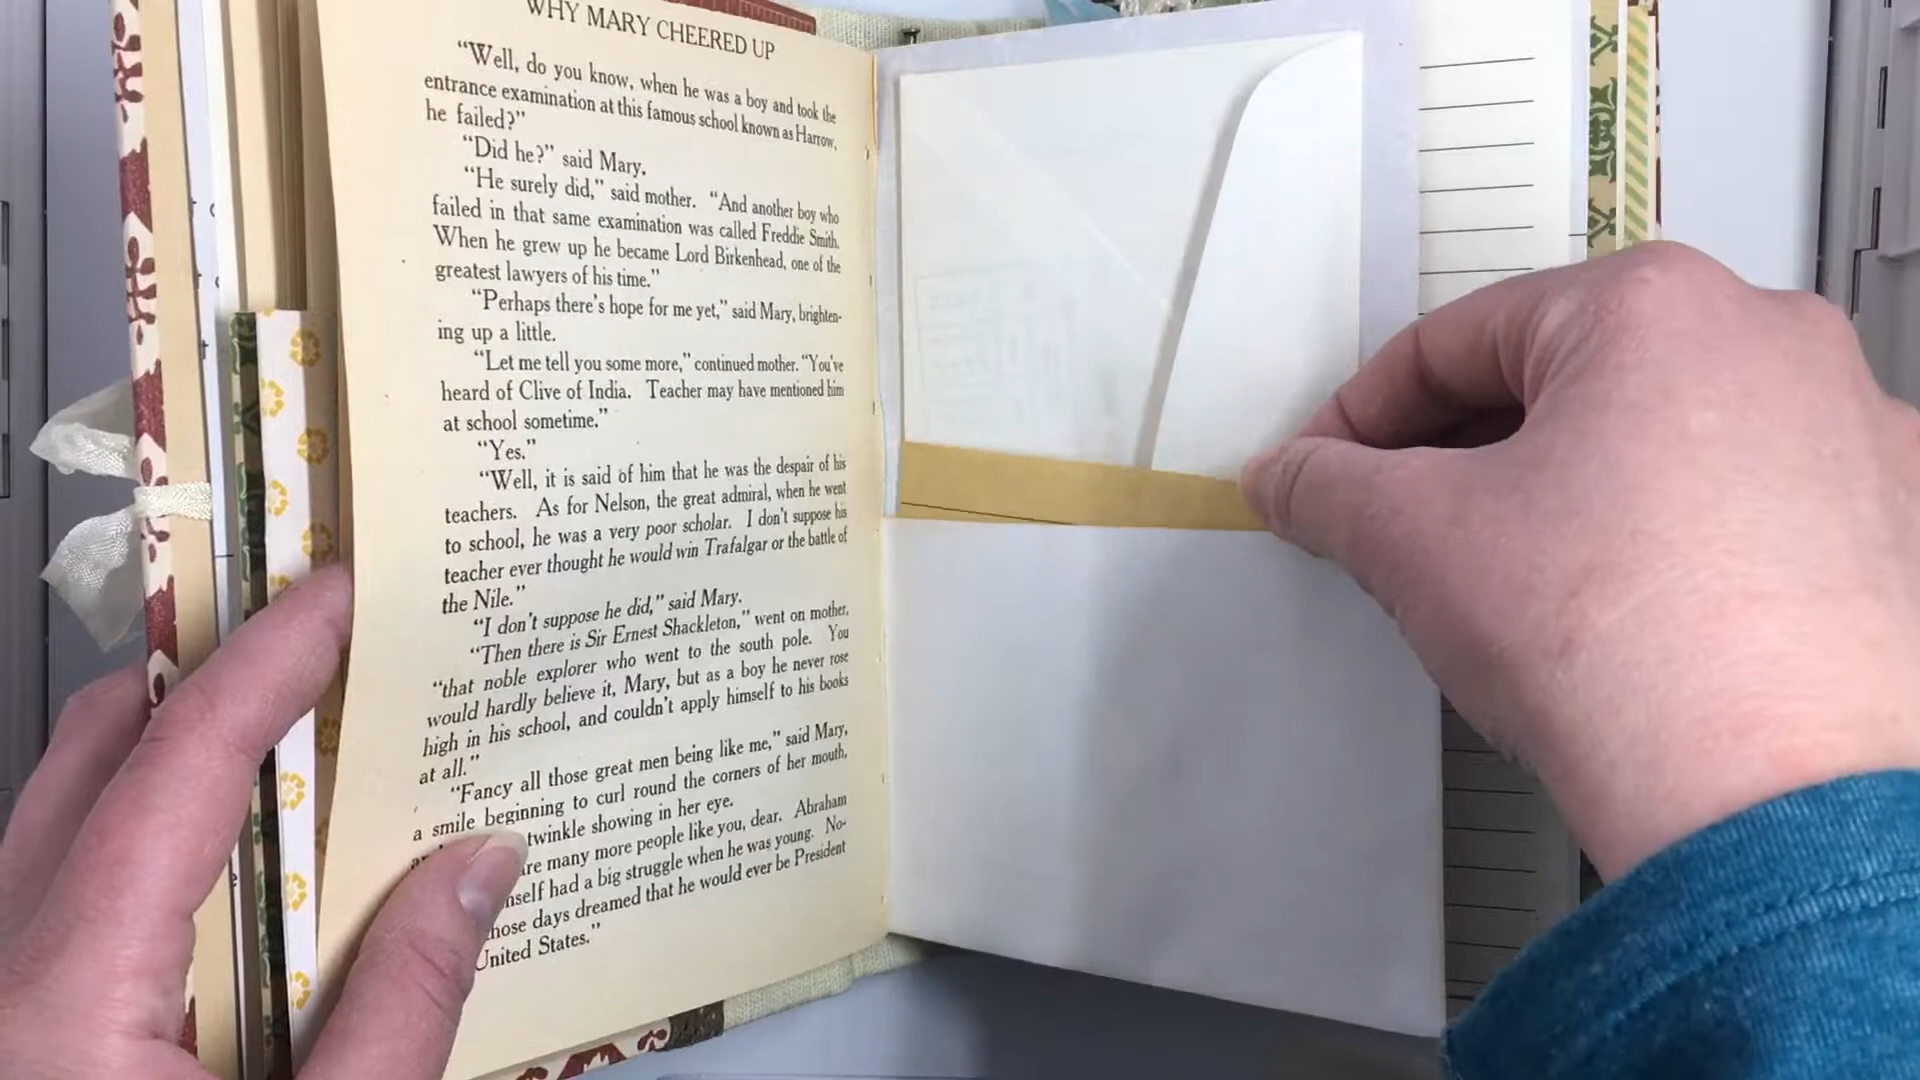 WHY MARY CHEERED UP
“Well, do you know, when he was a boy and took the
entrance examination at this famous school known as Harrow,
he failed?”
“Did he?” said Mary.
“He surely did,” said mother. “And another boy who
failed in that same examination was called Freddie Smith.
When he grew up he became Lord Birkenhead, one of the
greatest lawyers of his time.”
“Perhaps there’s hope for me yet,” said Mary, brighten-
ing up a little.
“Let me tell you some more,” continued mother. “You’ve
heard of Clive of India. Teacher may have mentioned him
at school sometime.”
“Yes.”
“Well, it is said of him that he was the despair of his
teachers. As for Nelson, the great admiral, when he went
to school, he was a very poor scholar. I don’t suppose his
teacher ever thought he would win Trafalgar or the battle of
the Nile.”
“I don’t suppose he did,” said Mary.
“Then there is Sir Ernest Shackleton,” went on mother,
“that noble explorer who went to the south pole. You
would hardly believe it, Mary, but as a boy he never rose
high in his school, and couldn’t apply himself to his books
at all.”
“Fancy all those great men being like me,” said Mary,
a smile beginning to curl round the corners of her mouth,
twinkle showing in her eye.
are many more people like you, dear. Abraham
had a big struggle when he was young. No-
days dreamed that he would ever be President
United States.”